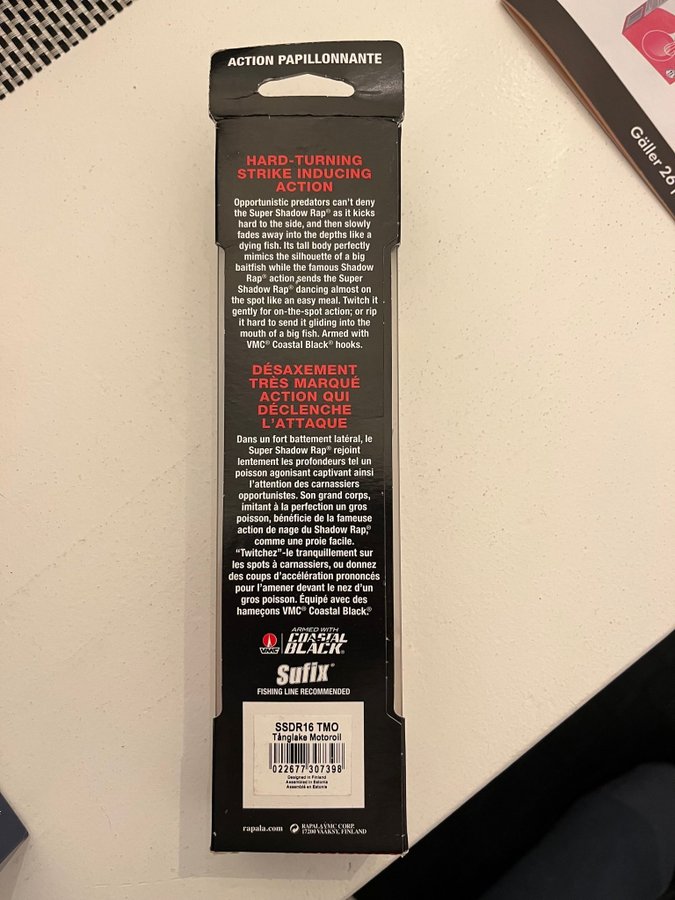 ACTION PAPILLONNANTE
HARD-TURNING
STRIKE INDUCING
ACTION
Opportunistic predators can't deny
the Super Shadow Rap® as it kicks
hard to the side, and then slowly
fades away into the depths like a
dying fish. Its tall body perfectly
mimics the silhouette of a big
baitfish while the famous Shadow
Rap® action sends the Super
Shadow Rap® dancing almost on
the spot like an easy meal. Twitch it
gently for on-the-spot action; or rip
it hard to send it gliding into the
mouth of a big fish. Armed with
VMC® Coastal Black® hooks.
DÉSAXEMENT
TRÈS MARQUÉ
ACTION QUI
DÉCLENCHE
L'ATTAQUE
Dans un fort battement latéral, le
Super Shadow Rap® rejoint
lentement les profondeurs tel un
poisson agonisant captivant ainsi
l'attention des carnassiers
opportunistes. Son grand corps,
imitant à la perfection un gros
poisson, bénéficie de la fameuse
action de nage du Shadow Rap,®
comme une proie facile.
"Twitchez"-le tranquillement sur
les spots à carnassiers, ou donnez
des coups d'accélération prononcés
pour l'amener devant le nez d'un
gros poisson. Équipé avec des
hameçons VMC® Coastal Black.®
ARMED WITH
VMC COASTAL
BLACK®
Sufix®
FISHING LINE RECOMMENDED
SSDR16 TMO
Tånglake Motoroil
022677 307398
Designed in Finland
Assembled in Estonia
Assemblé en Estonie
rapala.com
RAPALA VMC CORP.
17200 VÄÄKSY, FINLAND
Gäller 26